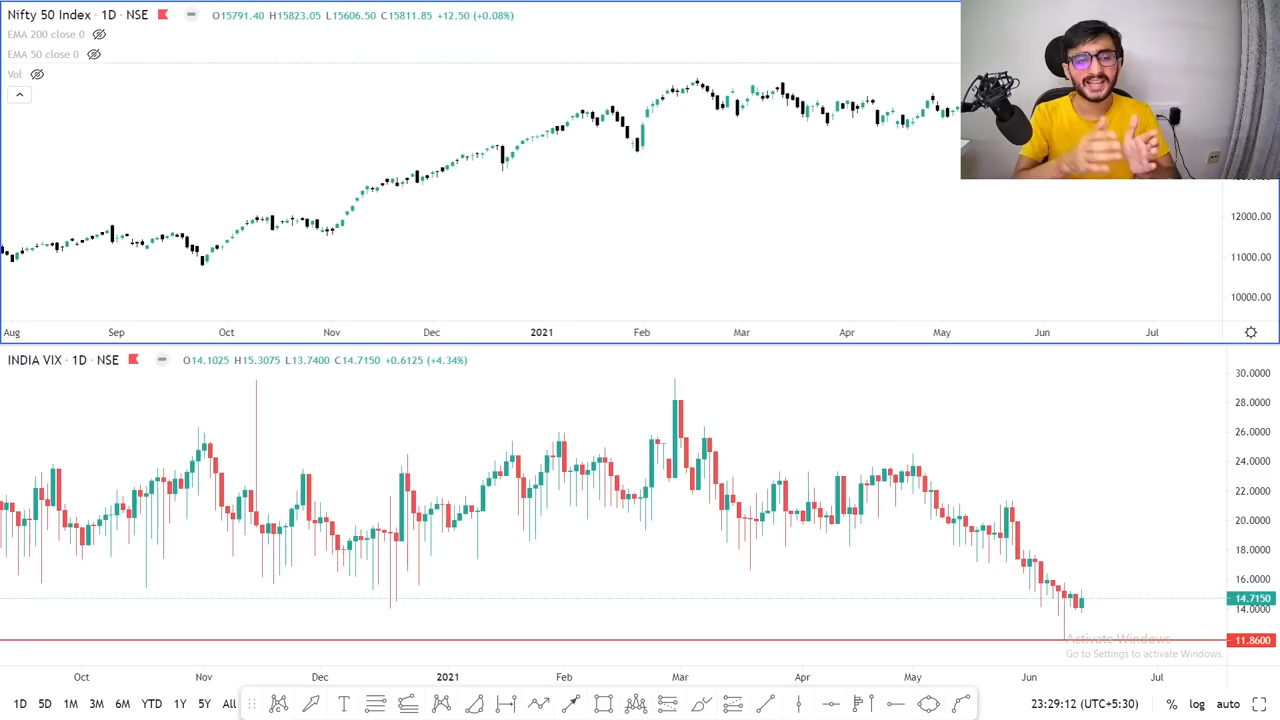 Nifty 50 Index · 1D · NSE O15791.40 H15823.05 L15606.50 C15811.85 +12.50 (+0.08%)
EMA 200 close 0
EMA 50 close 0
Vol
12000.00
11000.00
10000.00
Aug Sep Oct Nov Dec 2021 Feb Mar Apr May Jun Jul
INDIA VIX · 1D · NSE O14.1025 H15.3075 L13.7400 C14.7150 +0.6125 (+4.34%)
30.0000
28.0000
26.0000
24.0000
22.0000
20.0000
18.0000
16.0000
14.7150
14.0000
11.8600
Activate Windows
Go to Settings to activate Windows.
Oct Nov Dec 2021 Feb Mar Apr May Jun Jul
1D 5D 1M 3M 6M YTD 1Y 5Y All T 23:29:12 (UTC+5:30) % log auto